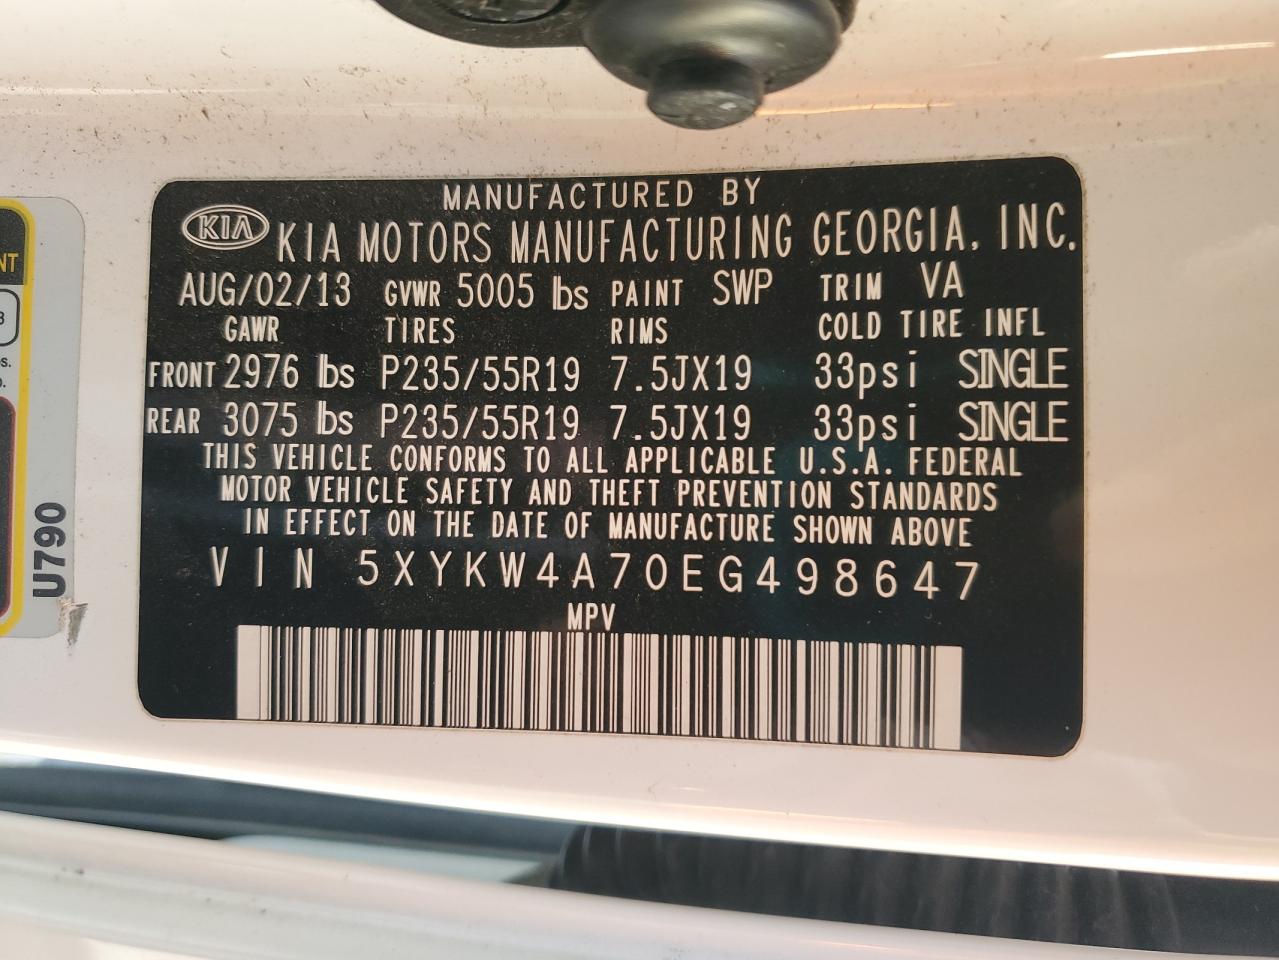 MANUFACTURED BY
KIA KIA MOTORS MANUFACTURING GEORGIA, INC.
AUG/02/13 GVWR 5005 lbs PAINT SWP TRIM VA
GAWR TIRES RIMS COLD TIRE INFL
FRONT 2976 lbs P235/55R19 7.5JX19 33psi SINGLE
REAR 3075 lbs P235/55R19 7.5JX19 33psi SINGLE
THIS VEHICLE CONFORMS TO ALL APPLICABLE U.S.A. FEDERAL
MOTOR VEHICLE SAFETY AND THEFT PREVENTION STANDARDS
IN EFFECT ON THE DATE OF MANUFACTURE SHOWN ABOVE
VIN 5XYKW4A70EG498647
MPV
U790